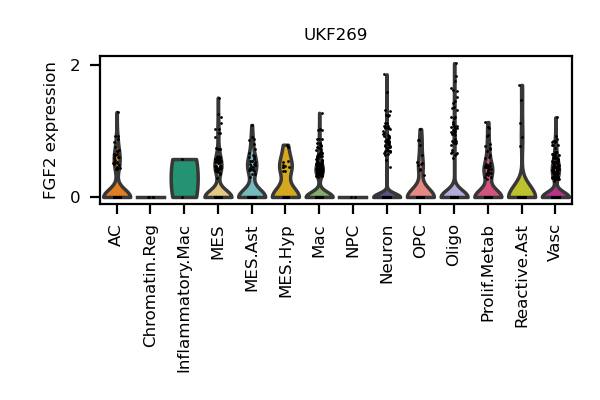 UKF269
FGF2 expression
2
0
AC
Chromatin.Reg
Inflammatory.Mac
MES
MES.Ast
MES.Hyp
Mac
NPC
Neuron
OPC
Oligo
Prolif.Metab
Reactive.Ast
Vasc